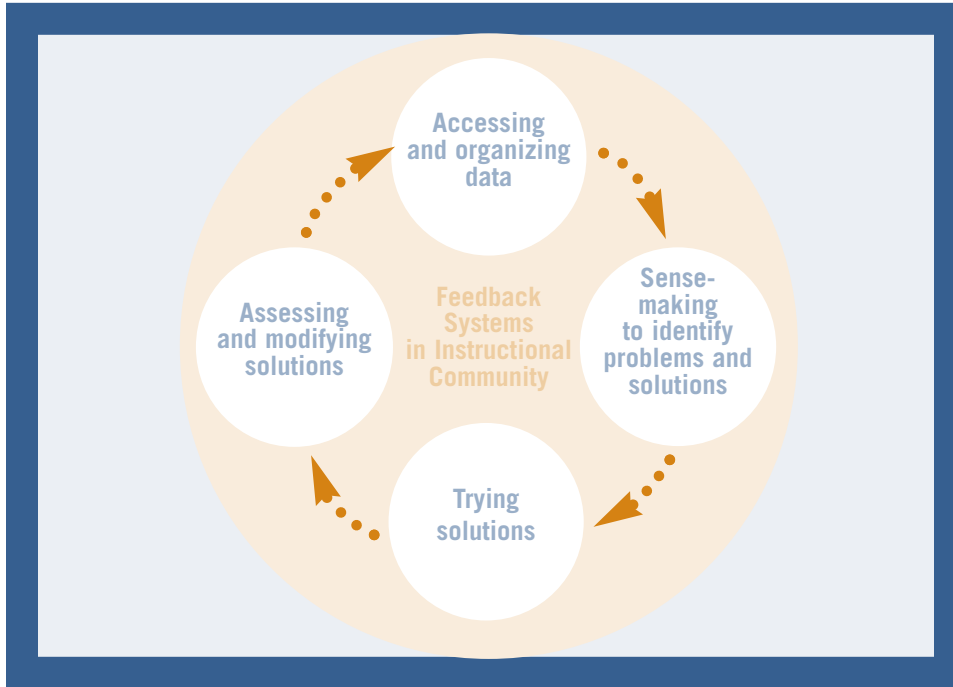 Accessing
and organizing
data
Sense-
making
to identify
problems and
solutions
Assessing
and modifying
solutions
Feedback
Systems
in Instructional
Community
Trying
solutions